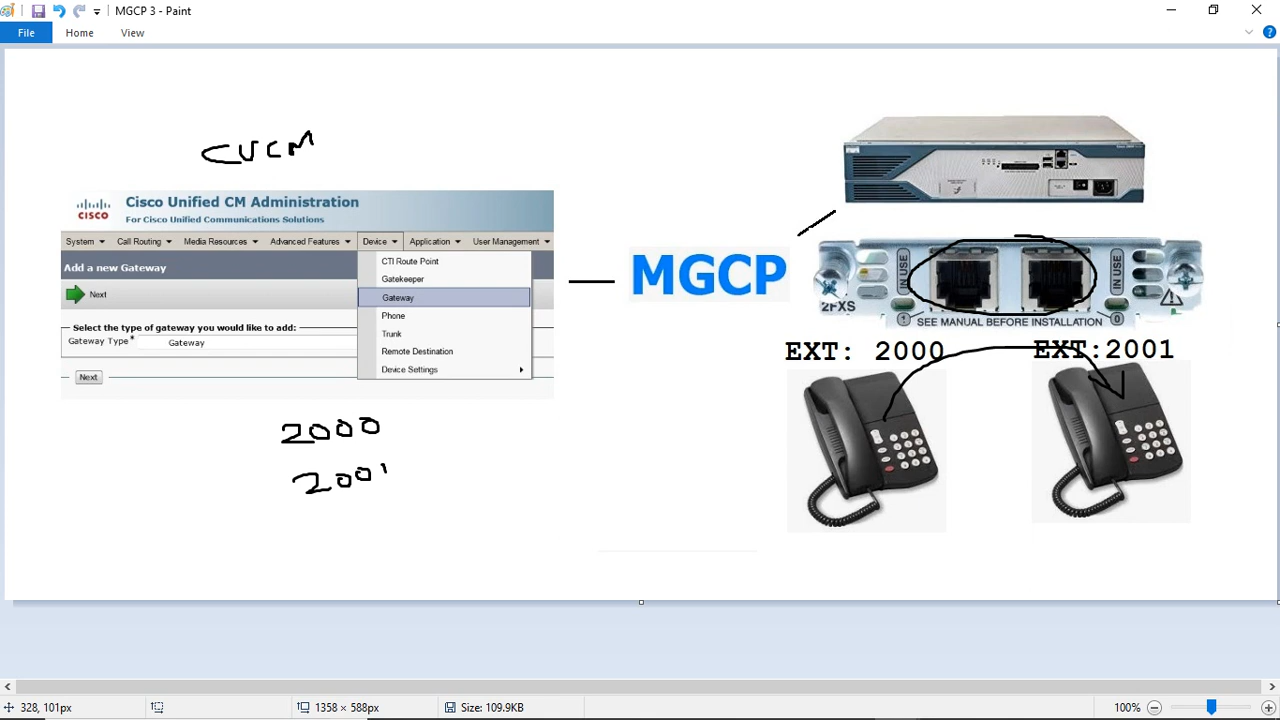 MGCP 3 - Paint
File Home View
CUCM
CISCO
Cisco Unified CM Administration
For Cisco Unified Communications Solutions
System Call Routing Media Resources Advanced Features Device Application User Management
Add a new Gateway
Next
Select the type of gateway you would like to add:
Gateway Type* Gateway
Next
CTI Route Point
Gatekeeper
Gateway
Phone
Trunk
Remote Destination
Device Settings
2000
2001
MGCP
IN USE
IN USE
2FXS
1 SEE MANUAL BEFORE INSTALLATION 0
EXT: 2000
EXT:2001
328, 101px
1358 × 588px
Size: 109.9KB
100%